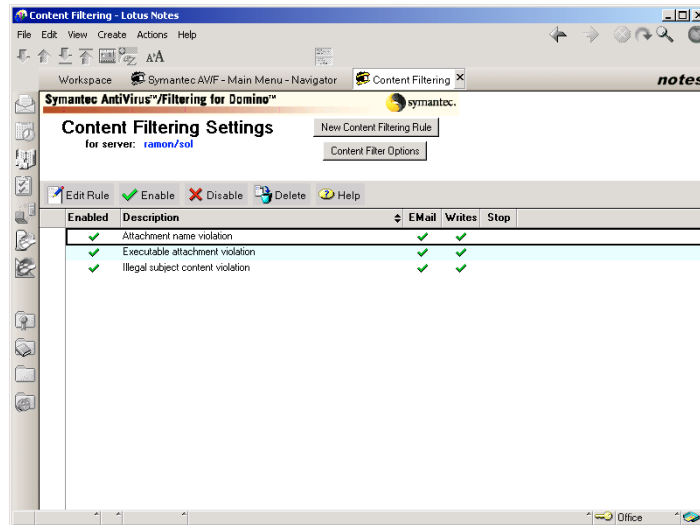 Content Filtering - Lotus Notes
File Edit View Create Actions Help
Workspace Symantec AV/F - Main Menu - Navigator Content Filtering
notes
Symantec AntiVirus™/Filtering for Domino™
symantec.
Content Filtering Settings
New Content Filtering Rule
for server: ramon/sol
Content Filter Options
Edit Rule Enable Disable Delete Help
Enabled Description EMail Writes Stop
Attachment name violation
Executable attachment violation
Illegal subject content violation
Office